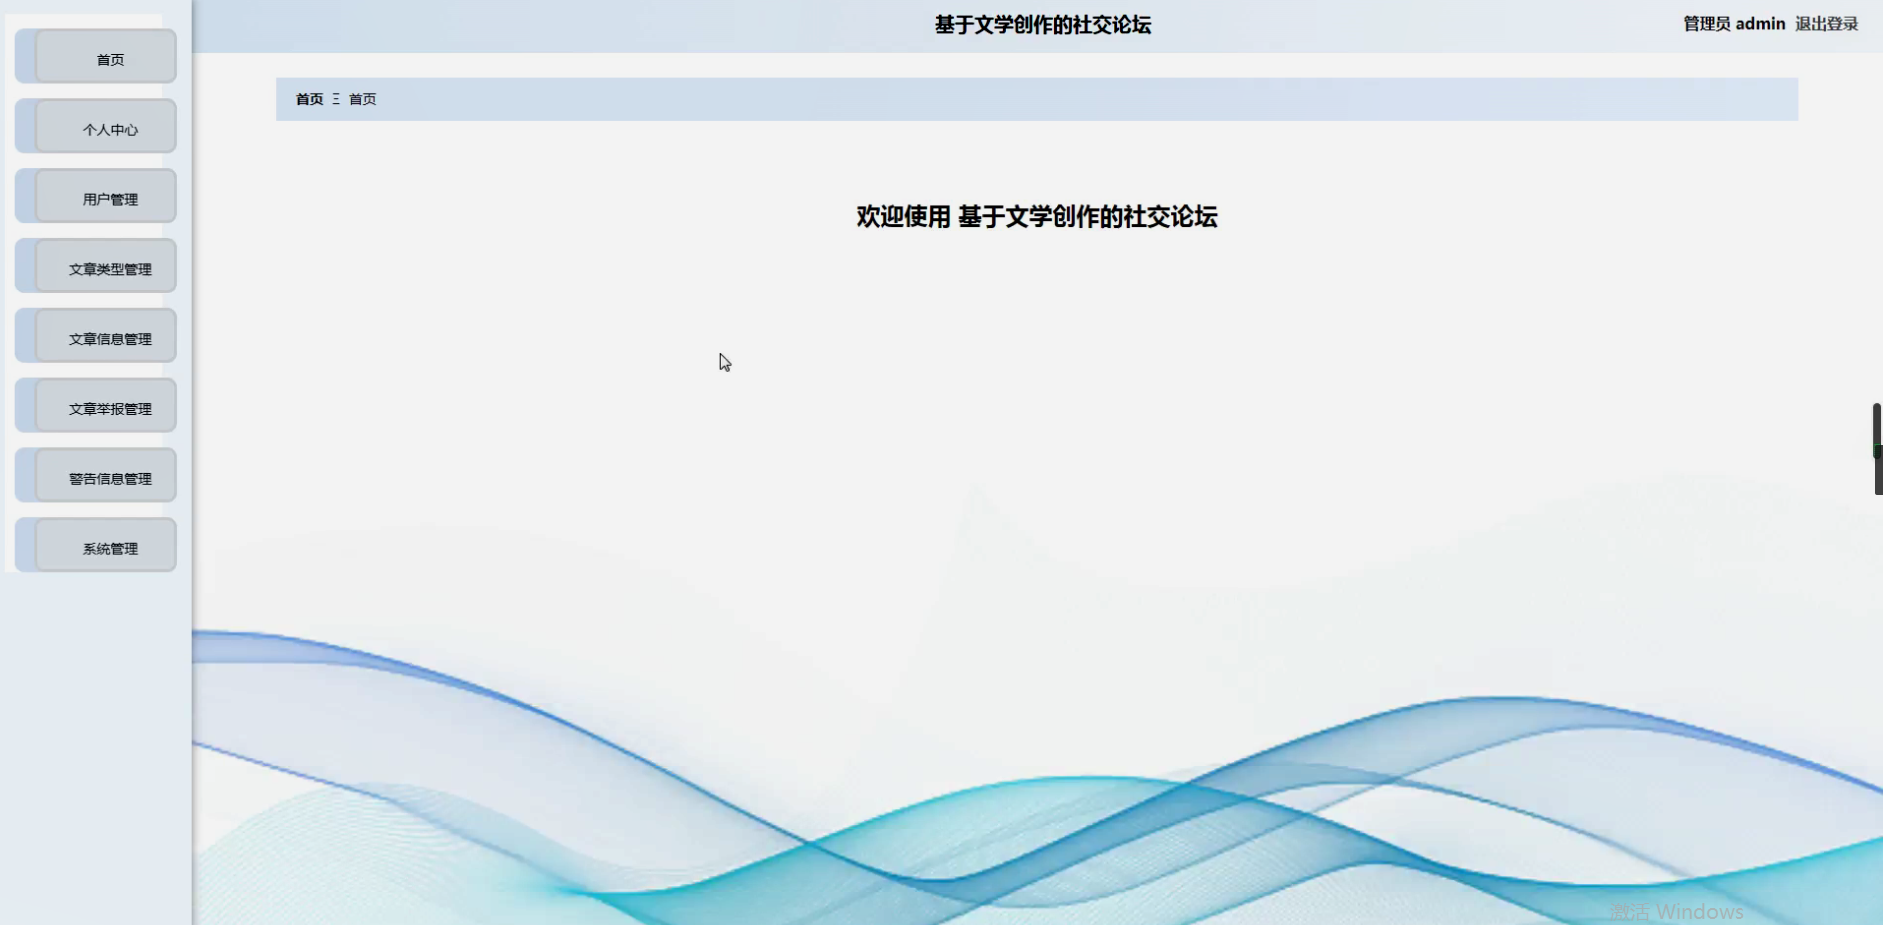 基于文学创作的社交论坛
管理员 admin 退出登录
首页
个人中心
用户管理
文章类型管理
文章信息管理
文章举报管理
警告信息管理
系统管理
首页 Ξ 首页
欢迎使用 基于文学创作的社交论坛
激活 Windows